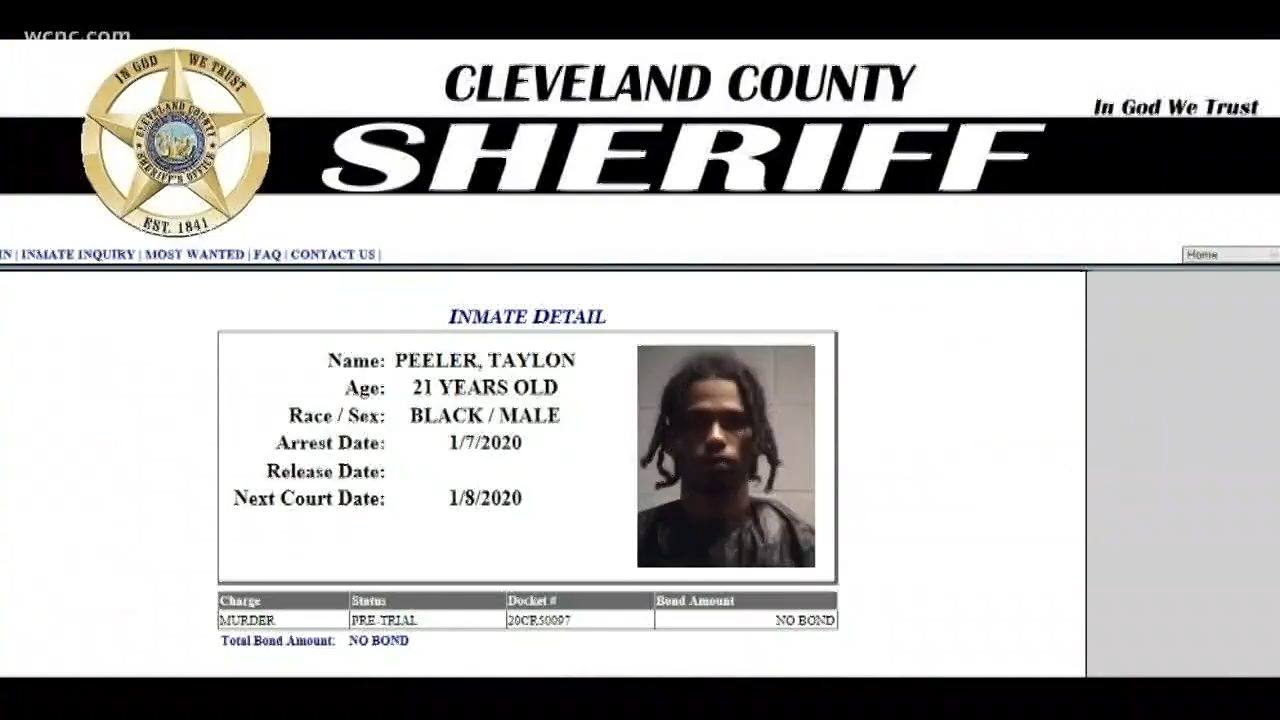 wcnc.com
IN GOD WE TRUST
CLEVELAND COUNTY
SHERIFF'S OFFICE
EST. 1841
CLEVELAND COUNTY
In God We Trust
SHERIFF
IN | INMATE INQUIRY | MOST WANTED | FAQ | CONTACT US |
Home
INMATE DETAIL
Name: PEELER, TAYLON
Age: 21 YEARS OLD
Race / Sex: BLACK / MALE
Arrest Date: 1/7/2020
Release Date:
Next Court Date: 1/8/2020
Charge Status Docket # Bond Amount
MURDER PRE-TRIAL 20CR50097 NO BOND
Total Bond Amount: NO BOND